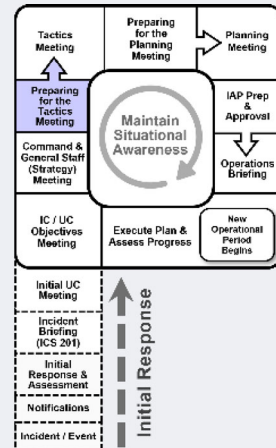 Tactics
Meeting
Preparing
for the
Planning
Meeting
Planning
Meeting
Preparing
for the
Tactics
Meeting
Maintain
Situational
Awareness
IAP Prep
&
Approval
Command &
General Staff
(Strategy)
Meeting
Operations
Briefing
IC / UC
Objectives
Meeting
Execute Plan &
Assess Progress
New
Operational
Period
Begins
Initial UC
Meeting
Incident
Briefing
(ICS 201)
Initial
Response &
Assessment
Notifications
Incident / Event
Initial Response